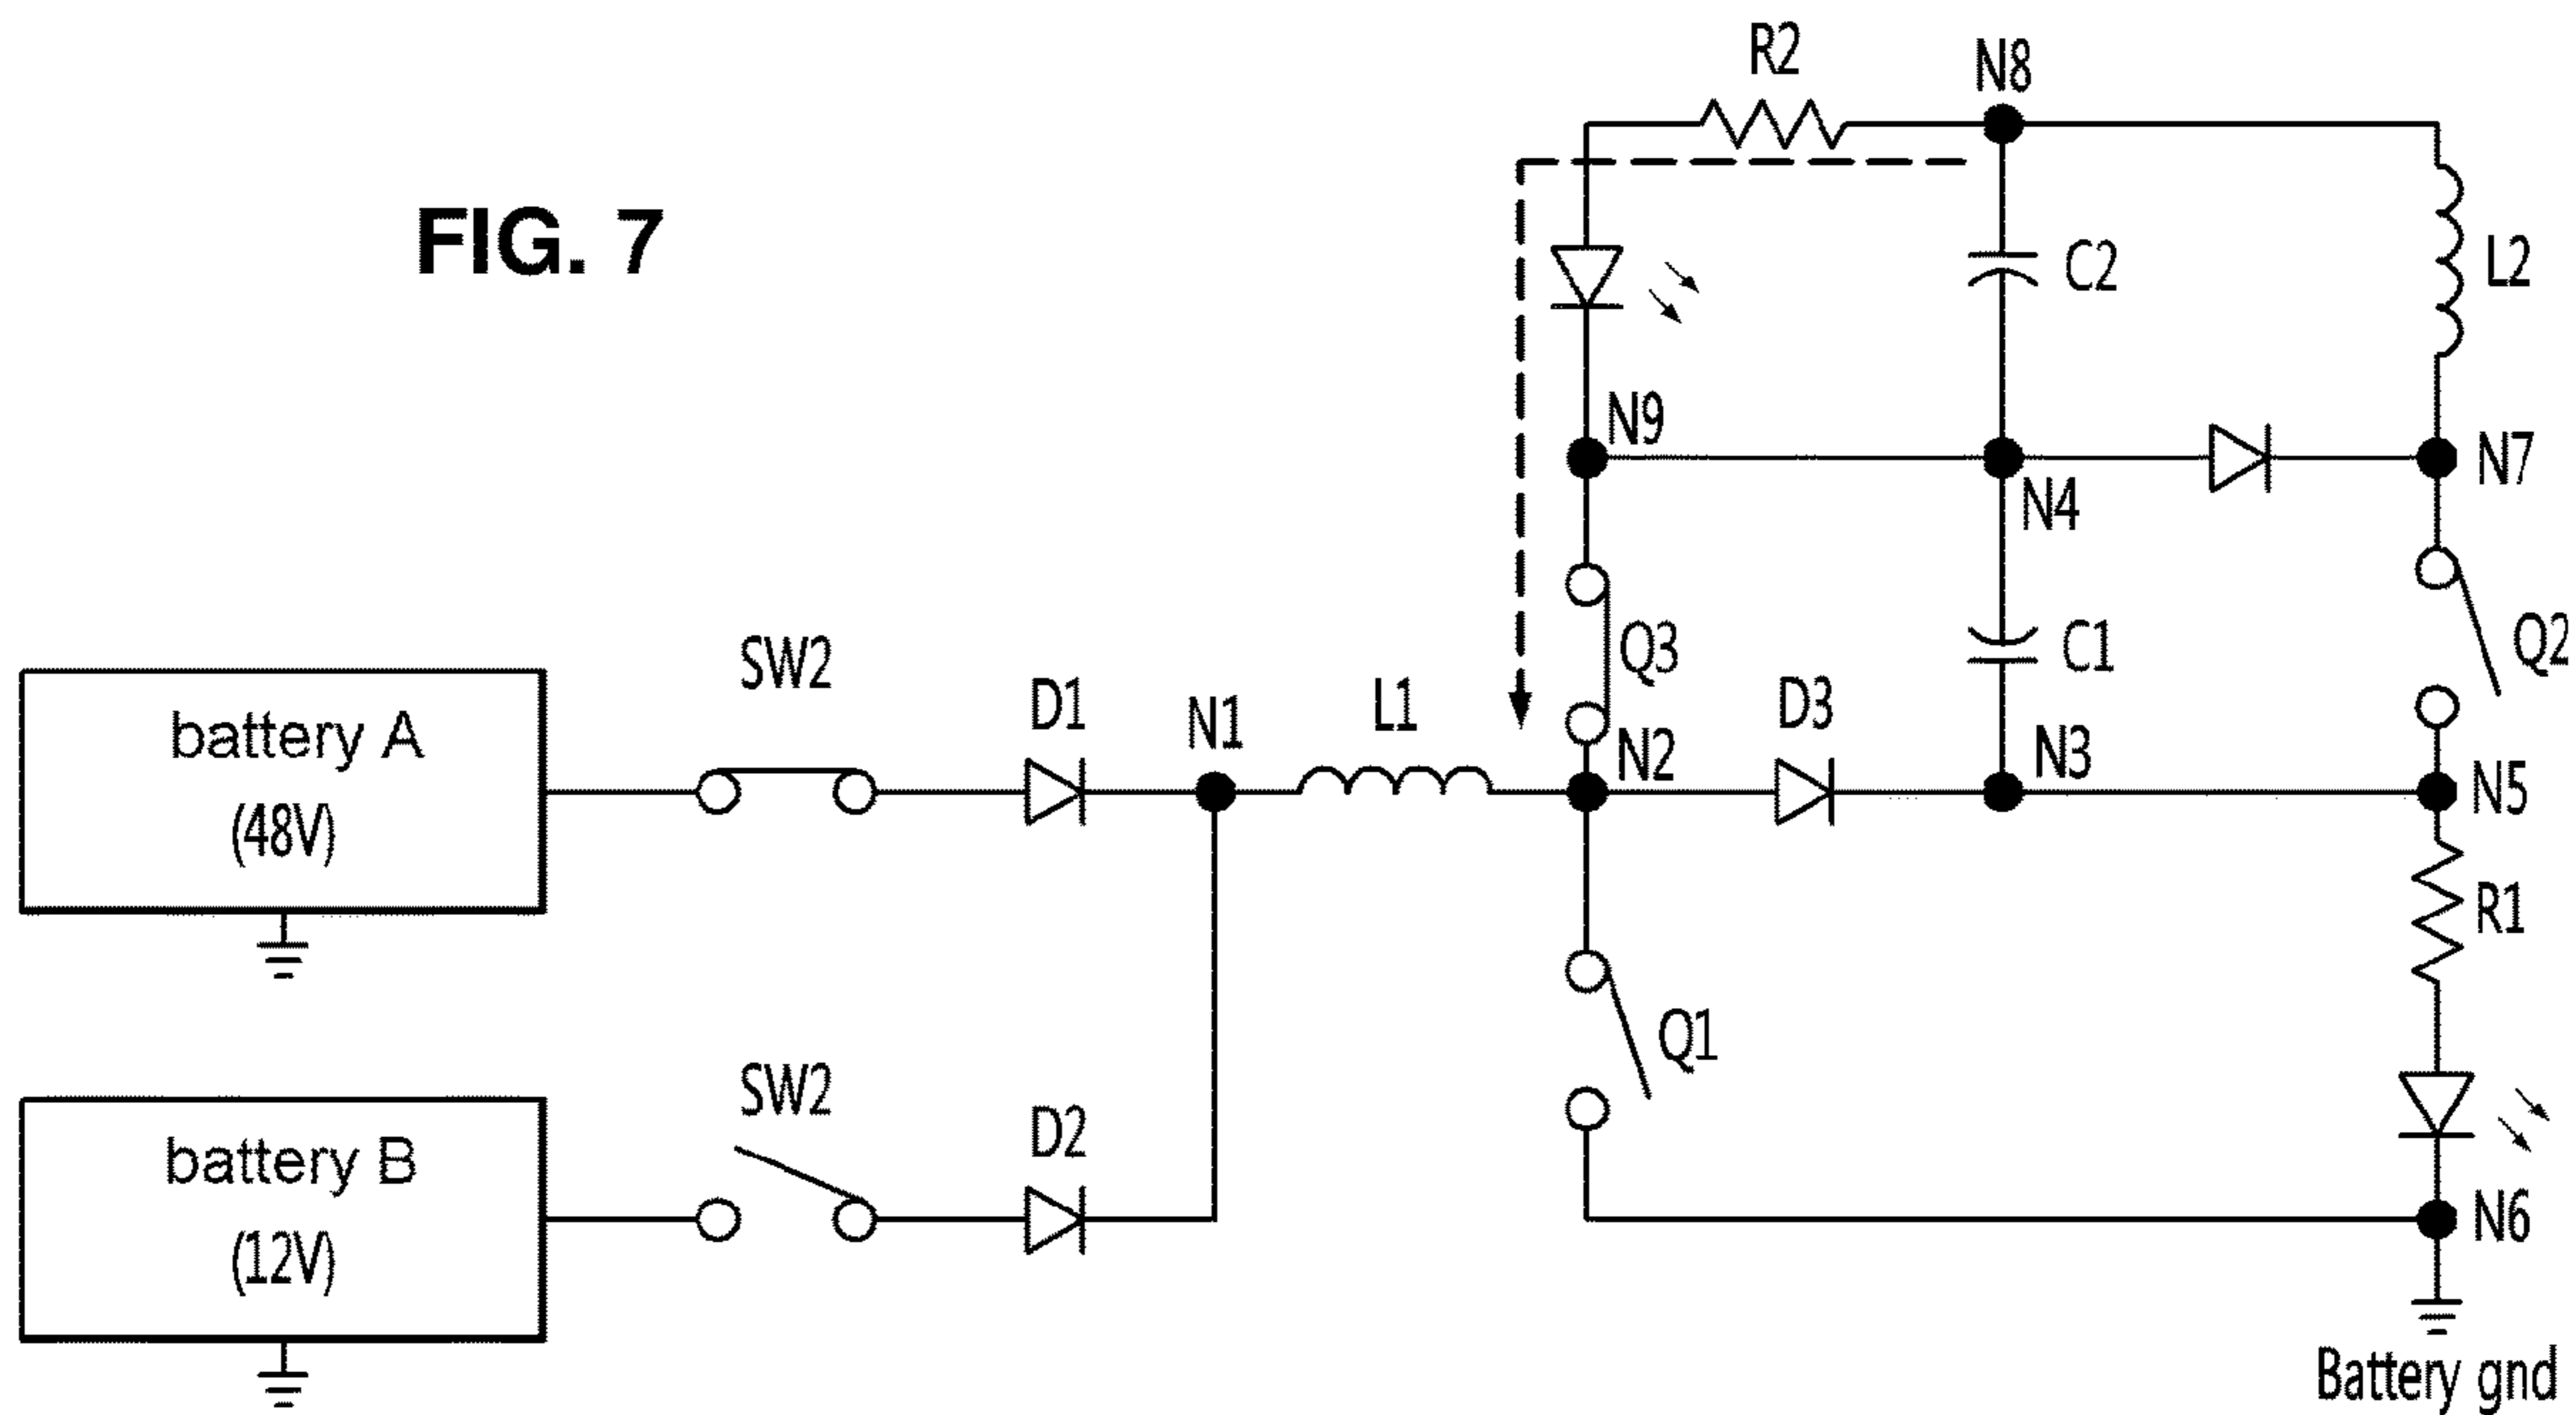 FIG. 7
R2
N8
C2
L2
N9
N4
N7
Q3
C1
Q2
SW2
D1
N1
L1
N2
D3
N3
N5
battery A
(48V)
R1
Q1
SW2
D2
battery B
(12V)
N6
Battery gnd